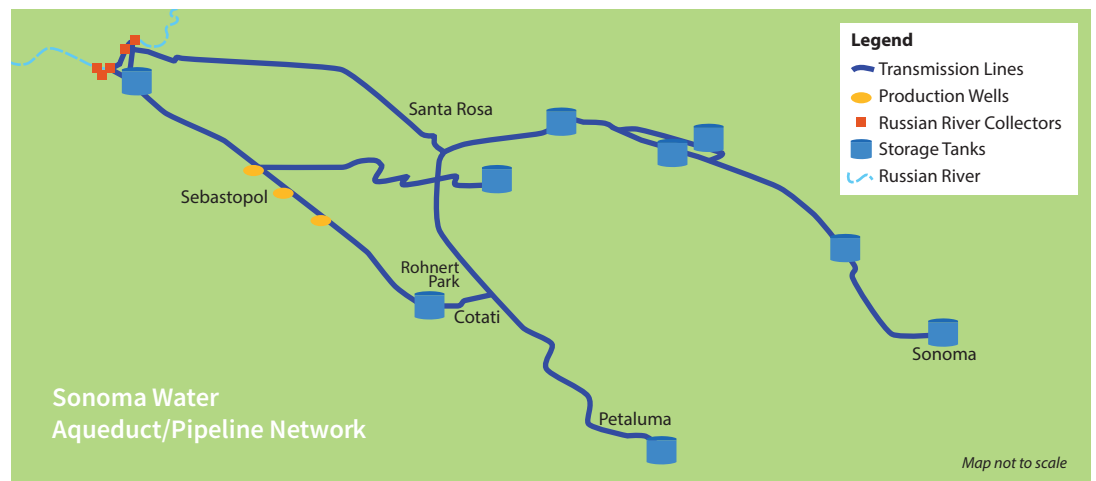 Legend
Transmission Lines
Production Wells
Russian River Collectors
Storage Tanks
Russian River
Santa Rosa
Sebastopol
Rohnert
Park
Cotati
Sonoma
Petaluma
Sonoma Water
Aqueduct/Pipeline Network
Map not to scale